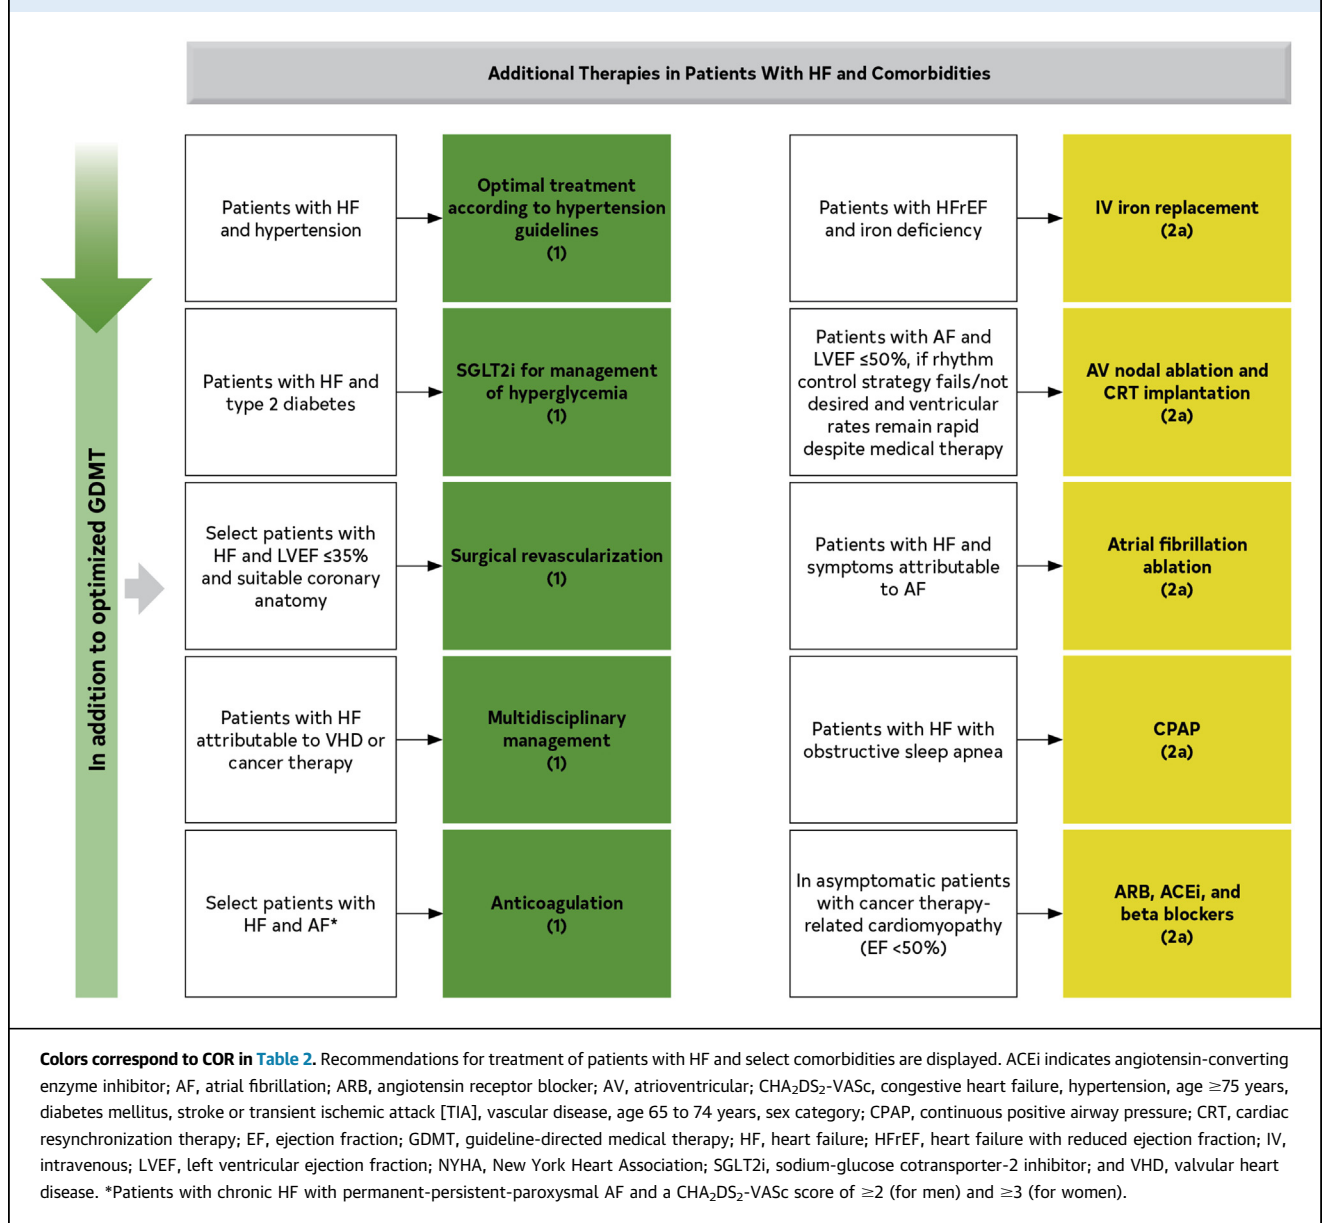 Additional Therapies in Patients With HF and Comorbidities
In addition to optimized GDMT
Patients with HF
and hypertension
Optimal treatment
according to hypertension
guidelines
(1)
Patients with HF and
type 2 diabetes
SGLT2i for management
of hyperglycemia
(1)
Select patients with
HF and LVEF ≤35%
and suitable coronary
anatomy
Surgical revascularization
(1)
Patients with HF
attributable to VHD or
cancer therapy
Multidisciplinary
management
(1)
Select patients with
HF and AF*
Anticoagulation
(1)
Patients with HFrEF
and iron deficiency
IV iron replacement
(2a)
Patients with AF and
LVEF ≤50%, if rhythm
control strategy fails/not
desired and ventricular
rates remain rapid
despite medical therapy
AV nodal ablation and
CRT implantation
(2a)
Patients with HF and
symptoms attributable
to AF
Atrial fibrillation
ablation
(2a)
Patients with HF with
obstructive sleep apnea
CPAP
(2a)
In asymptomatic patients
with cancer therapy-
related cardiomyopathy
(EF <50%)
ARB, ACEi, and
beta blockers
(2a)
Colors correspond to COR in Table 2. Recommendations for treatment of patients with HF and select comorbidities are displayed. ACEi indicates angiotensin-converting
enzyme inhibitor; AF, atrial fibrillation; ARB, angiotensin receptor blocker; AV, atrioventricular; CHA₂DS₂-VASc, congestive heart failure, hypertension, age ≥75 years,
diabetes mellitus, stroke or transient ischemic attack [TIA], vascular disease, age 65 to 74 years, sex category; CPAP, continuous positive airway pressure; CRT, cardiac
resynchronization therapy; EF, ejection fraction; GDMT, guideline-directed medical therapy; HF, heart failure; HFrEF, heart failure with reduced ejection fraction; IV,
intravenous; LVEF, left ventricular ejection fraction; NYHA, New York Heart Association; SGLT2i, sodium-glucose cotransporter-2 inhibitor; and VHD, valvular heart
disease. *Patients with chronic HF with permanent-persistent-paroxysmal AF and a CHA₂DS₂-VASc score of ≥2 (for men) and ≥3 (for women).